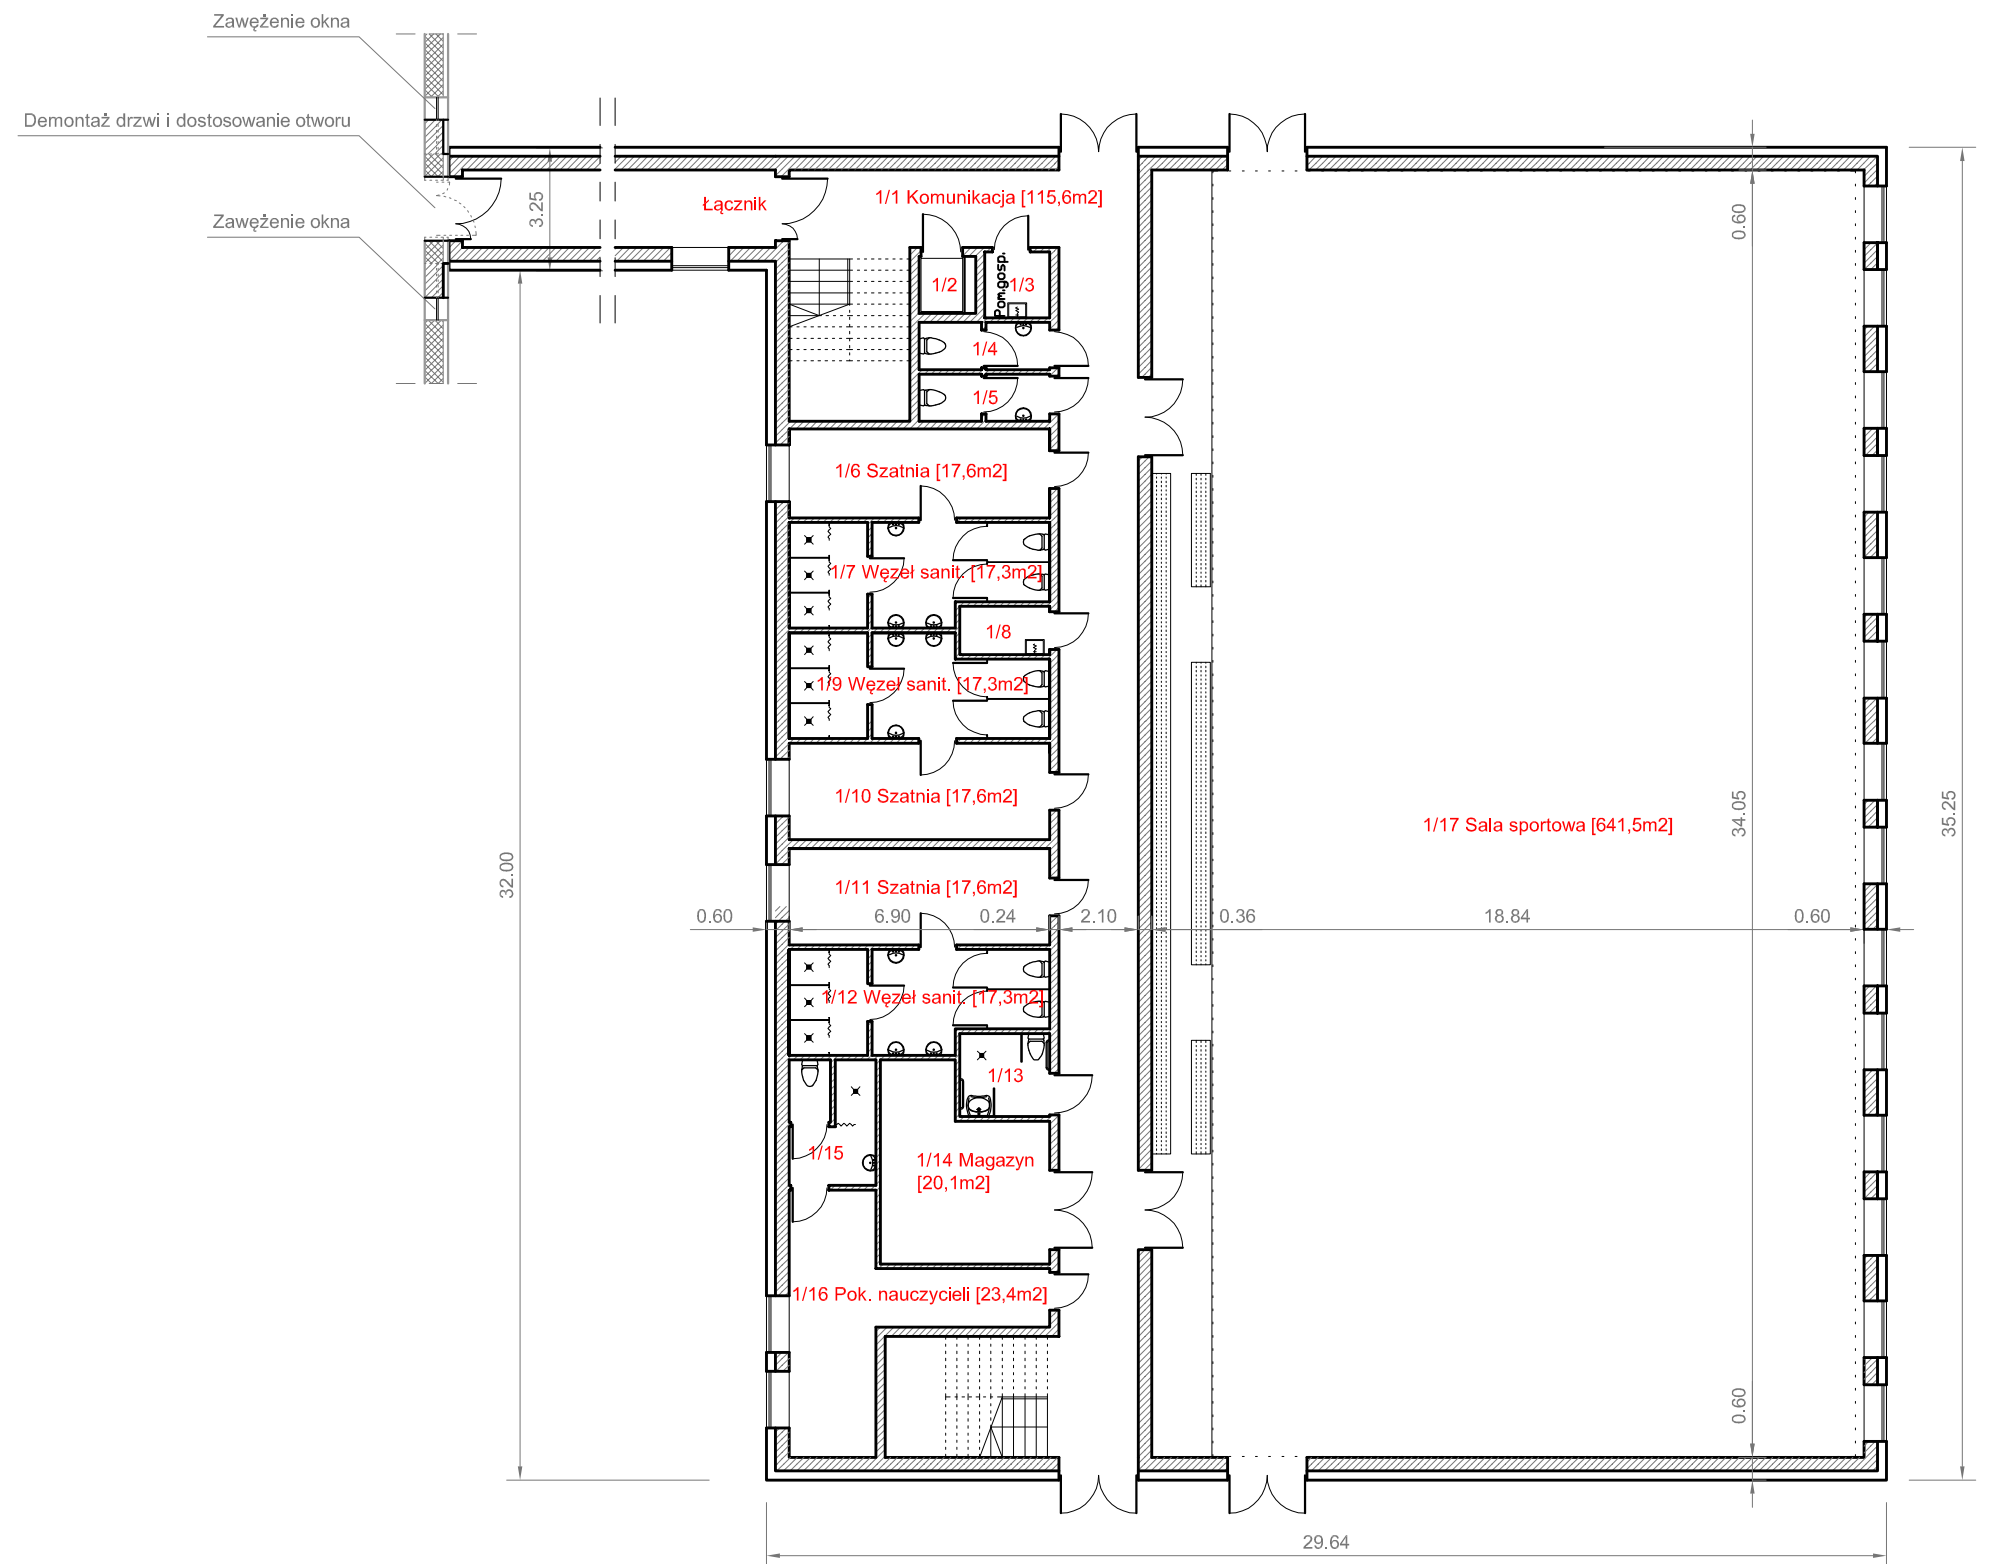 Zawężenie okna
Demontaż drzwi i dostosowanie otworu
Zawężenie okna
3.25
Łącznik
1/1 Komunikacja [115,6m2]
0.60
1/2
Pom.gosp.
1/3
1/4
1/5
1/6 Szatnia [17,6m2]
1/7 Węzeł sanit. [17,3m2]
1/8
1/9 Węzeł sanit. [17,3m2]
1/10 Szatnia [17,6m2]
1/17 Sala sportowa [641,5m2]
34.05
35.25
32.00
1/11 Szatnia [17,6m2]
0.60
6.90
0.24
2.10
0.36
18.84
0.60
1/12 Węzeł sanit. [17,3m2]
1/13
1/15
1/14 Magazyn
[20,1m2]
1/16 Pok. nauczycieli [23,4m2]
0.60
29.64